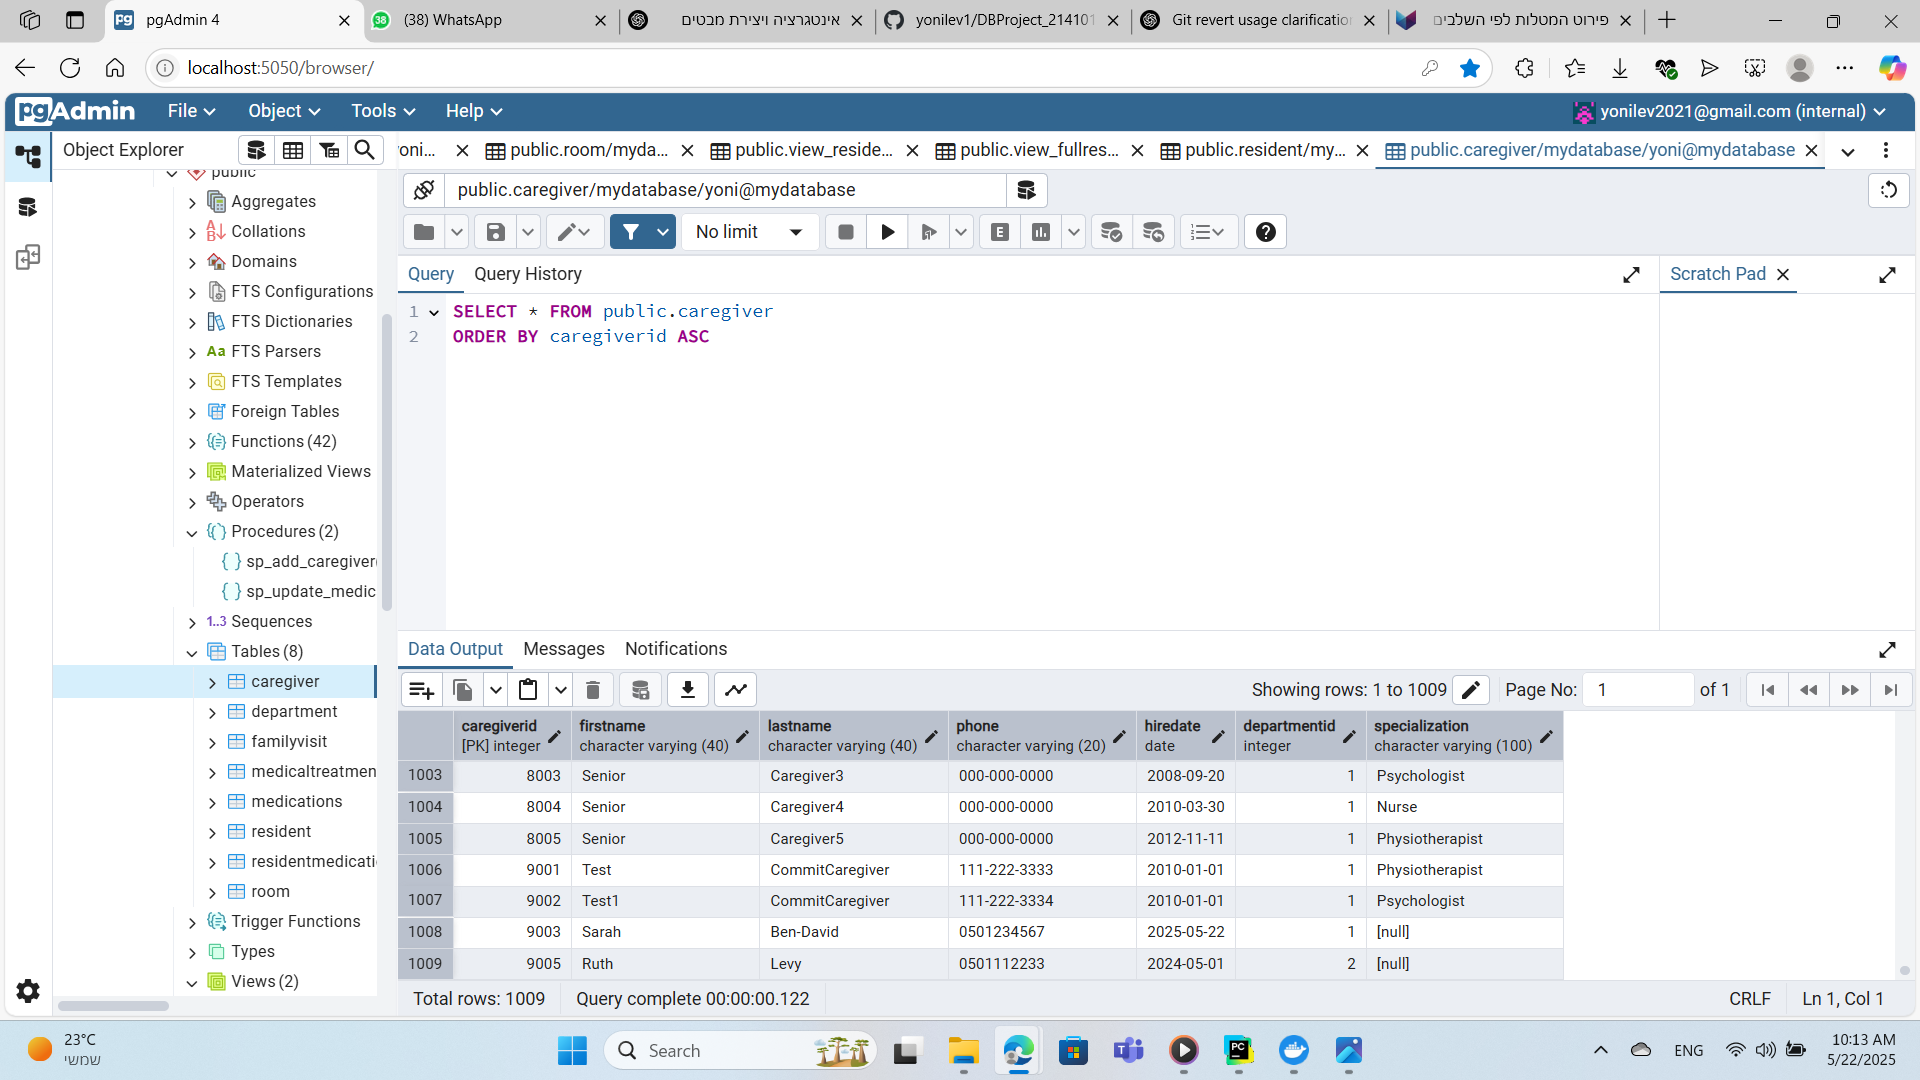 pgAdmin 4
(38) WhatsApp
אינטגרציה ויצירת מבטים
yonilev1/DBProject_214101
Git revert usage clarification
פירוט המטלות לפי השלבים
localhost:5050/browser/
pgAdmin
File
Object
Tools
Help
yonilev2021@gmail.com (internal)
Object Explorer
oni...
public.room/myda...
public.view_reside...
public.view_fullres...
public.resident/my...
public.caregiver/mydatabase/yoni@mydatabase
public.caregiver/mydatabase/yoni@mydatabase
No limit
Query
Query History
Scratch Pad
1 SELECT * FROM public.caregiver
2 ORDER BY caregiverid ASC
public
Aggregates
Collations
Domains
FTS Configurations
FTS Dictionaries
Aa FTS Parsers
FTS Templates
Foreign Tables
Functions (42)
Materialized Views
Operators
Procedures (2)
sp_add_caregiver(
sp_update_medic
1..3 Sequences
Tables (8)
caregiver
department
familyvisit
medicaltreatmen
medications
resident
residentmedicati
room
Trigger Functions
Types
Views (2)
Data Output
Messages
Notifications
Showing rows: 1 to 1009
Page No: 1 of 1
caregiverid [PK] integer
firstname character varying (40)
lastname character varying (40)
phone character varying (20)
hiredate date
departmentid integer
specialization character varying (100)
1003 8003 Senior Caregiver3 000-000-0000 2008-09-20 1 Psychologist
1004 8004 Senior Caregiver4 000-000-0000 2010-03-30 1 Nurse
1005 8005 Senior Caregiver5 000-000-0000 2012-11-11 1 Physiotherapist
1006 9001 Test CommitCaregiver 111-222-3333 2010-01-01 1 Physiotherapist
1007 9002 Test1 CommitCaregiver 111-222-3334 2010-01-01 1 Psychologist
1008 9003 Sarah Ben-David 0501234567 2025-05-22 1 [null]
1009 9005 Ruth Levy 0501112233 2024-05-01 2 [null]
Total rows: 1009
Query complete 00:00:00.122
CRLF
Ln 1, Col 1
23°C
שמשי
Search
ENG
10:13 AM
5/22/2025